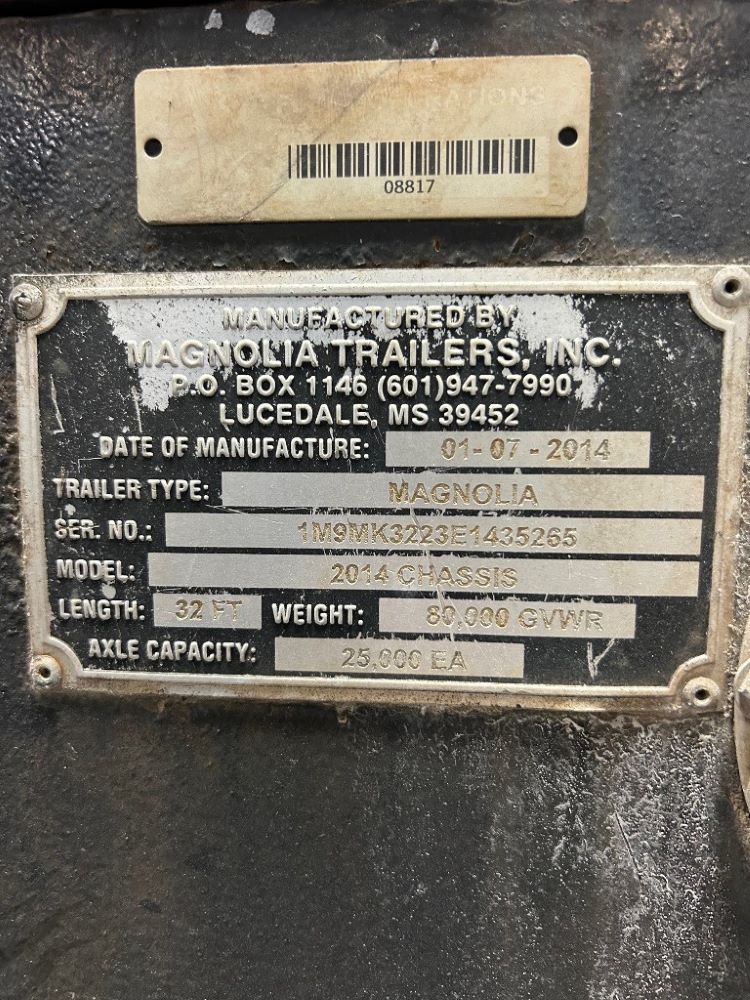 08817
MANUFACTURED BY
MAGNOLIA TRAILERS, INC.
P.O. BOX 1146 (601)947-7990
LUCEDALE, MS 39452
DATE OF MANUFACTURE: 01-07-2014
TRAILER TYPE: MAGNOLIA
SER. NO.: 1M9MK3223E1435265
MODEL: 2014 CHASSIS
LENGTH: 32 FT WEIGHT: 80,000 GVWR
AXLE CAPACITY: 25,000 EA